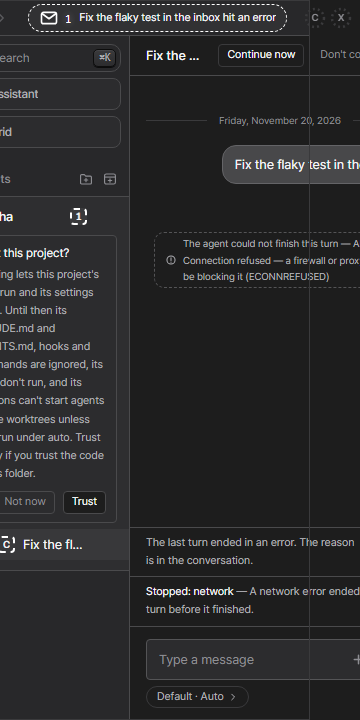 1 Fix the flaky test in the inbox hit an error
C X
earch ⌘K
Fix the ... Continue now Don't co
ssistant
rid
Friday, November 20, 2026
ts
Fix the flaky test in the
ha 1
t this project?
ing lets this project's
run and its settings
. Until then its
UDE.md and
ITS.md, hooks and
mands are ignored, its
don't run, and its
ons can't start agents
e worktrees unless
run under auto. Trust
y if you trust the code
s folder.
Not now Trust
The agent could not finish this turn — A
Connection refused — a firewall or prox
be blocking it (ECONNREFUSED)
C Fix the fl...
The last turn ended in an error. The reason
is in the conversation.
Stopped: network — A network error ended
turn before it finished.
Type a message +
Default · Auto >